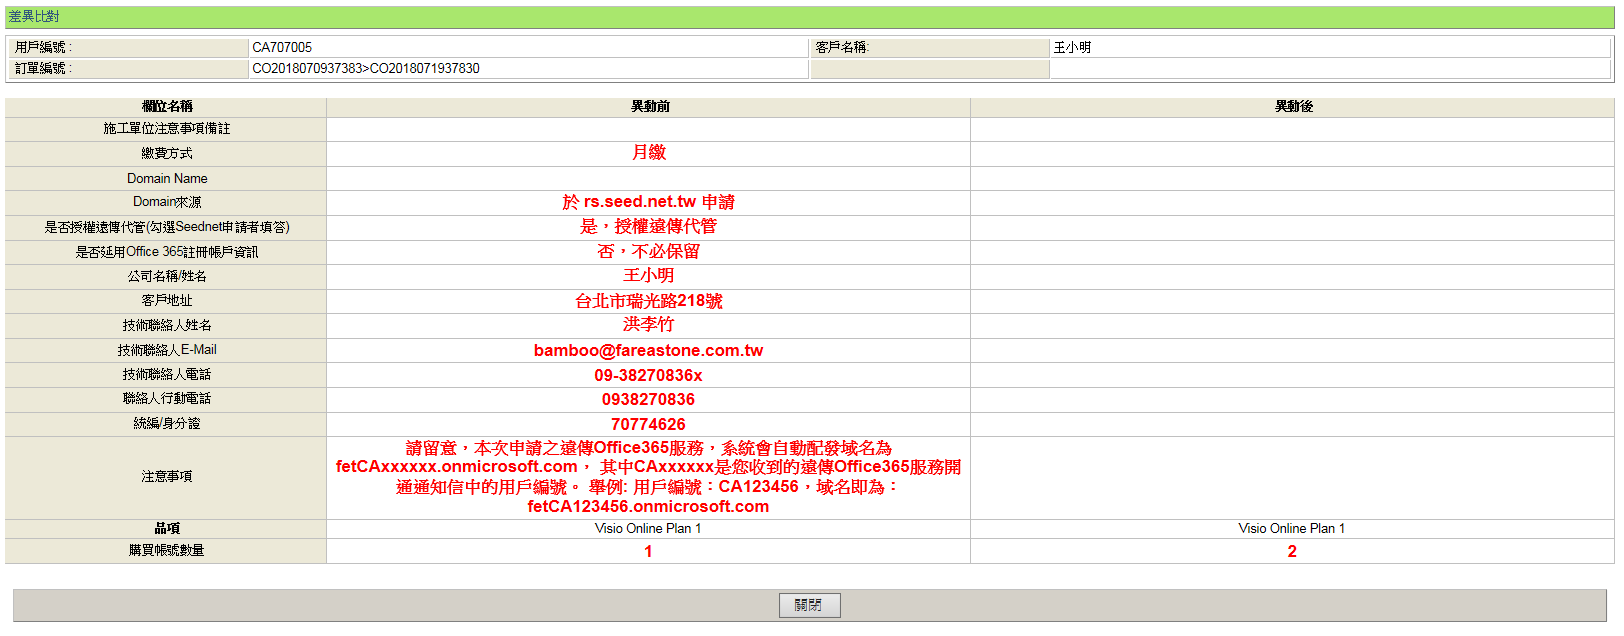 差異比對
用戶編號 : CA707005 客戶名稱: 王小明
訂單編號 : CO2018070937383>CO2018071937830
欄位名稱 異動前 異動後
施工單位注意事項備註
繳費方式 月繳
Domain Name
Domain來源 於 rs.seed.net.tw 申請
是否授權遠傳代管(勾選Seednet申請者填答) 是，授權遠傳代管
是否延用Office 365註冊帳戶資訊 否，不必保留
公司名稱/姓名 王小明
客戶地址 台北市瑞光路218號
技術聯絡人姓名 洪李竹
技術聯絡人E-Mail bamboo@fareastone.com.tw
技術聯絡人電話 09-38270836x
聯絡人行動電話 0938270836
統編/身分證 70774626
注意事項 請留意，本次申請之遠傳Office365服務，系統會自動配發域名為
fetCAxxxxxx.onmicrosoft.com， 其中CAxxxxxx是您收到的遠傳Office365服務開
通通知信中的用戶編號。 舉例: 用戶編號：CA123456，域名即為：
fetCA123456.onmicrosoft.com
品項 Visio Online Plan 1 Visio Online Plan 1
購買帳號數量 1 2
關閉